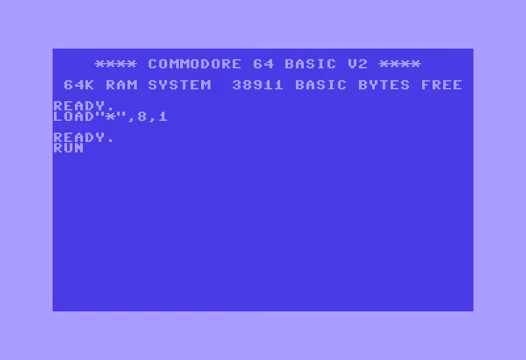 **** COMMODORE 64 BASIC V2 ****
64K RAM SYSTEM  38911 BASIC BYTES FREE
READY.
LOAD"*",8,1
READY.
RUN